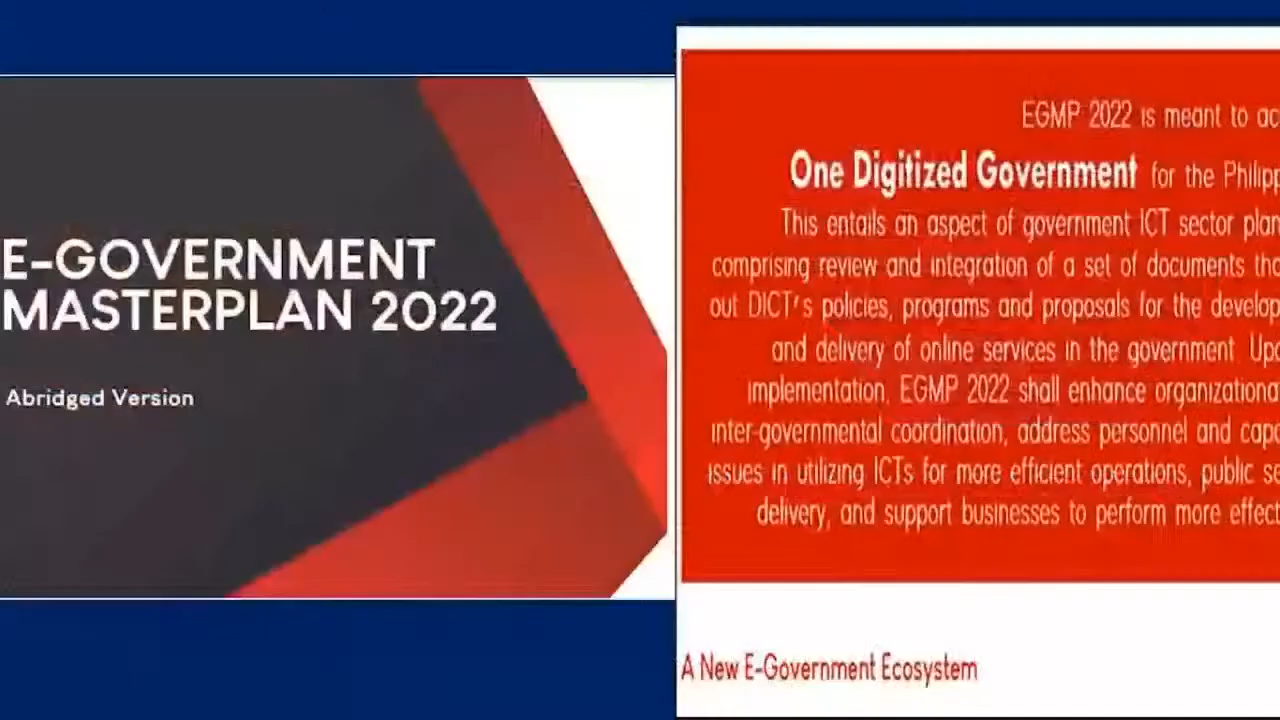 E-GOVERNMENT
MASTERPLAN 2022
Abridged Version
EGMP 2022 is meant to
One Digitized Government for the
This entails an aspect of government ICT sector
comprising review and integration of a set of documents
out DICT's policies, programs and proposals for the
and delivery of online services in the government.
implementation, EGMP 2022 shall enhance organizational
inter-governmental coordination, address personnel and
issues in utilizing ICTs for more efficient operations, public
delivery, and support businesses to perform more
A New E-Government Ecosystem